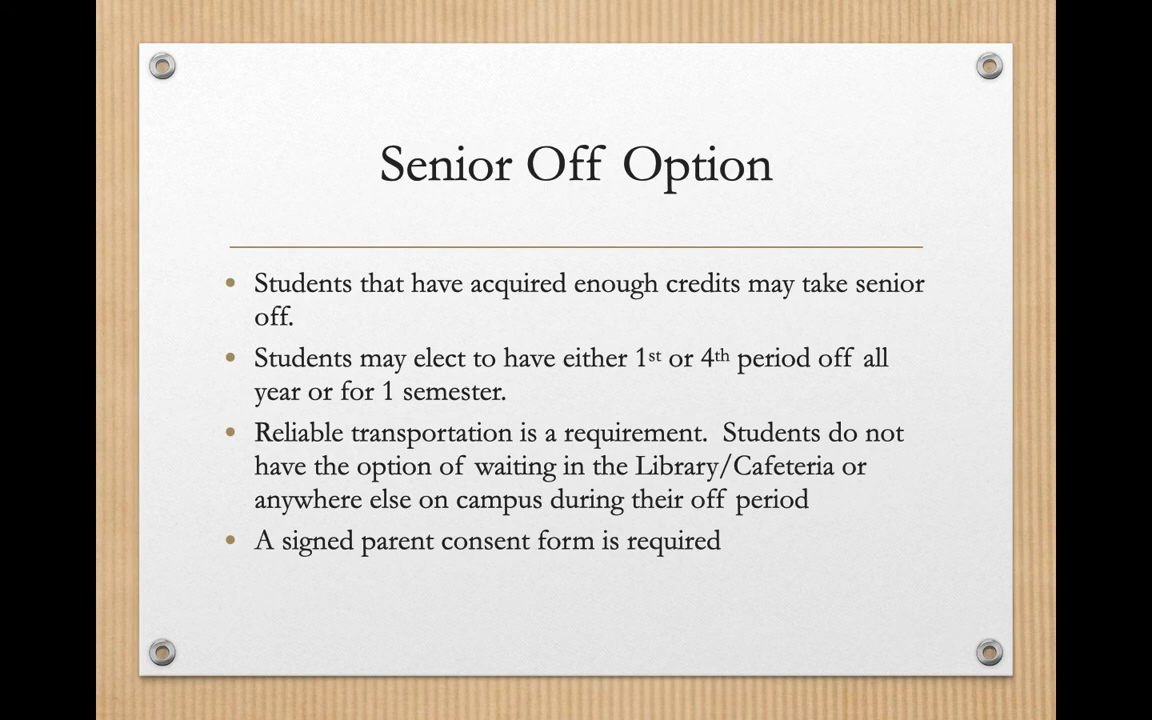 Senior Off Option
• Students that have acquired enough credits may take senior
off.
• Students may elect to have either 1st or 4th period off all
year or for 1 semester.
• Reliable transportation is a requirement.  Students do not
have the option of waiting in the Library/Cafeteria or
anywhere else on campus during their off period
• A signed parent consent form is required